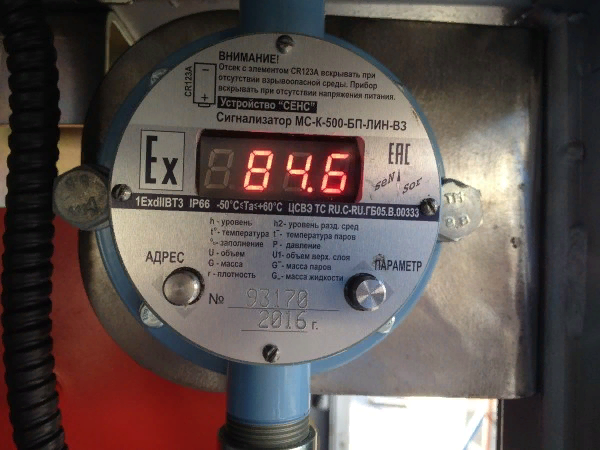 ВНИМАНИЕ!
Отсек с элементом CR123A вскрывать при
отсутствии взрывоопасной среды. Прибор
вскрывать при отсутствии напряжения питания.
CR123A
Устройство "СЕНС"
Сигнализатор МС-К-500-БП-ЛИН-ВЗ
Ex
84.6
EAC
seN sor
1ExdIIBT3 IP66 -50°C≤Ta≤+60°C ЦСВЭ ТС RU.C-RU.ГБ05.В.00333
h - уровень h2- уровень разд. сред
t° - температура t^- - температура паров
% - заполнение P - давление
U - объем U1- объем верх. слоя
G - масса G^- - масса паров
r - плотность G_- - масса жидкости
АДРЕС
ПАРАМЕТР
№ 93170
2016 г.